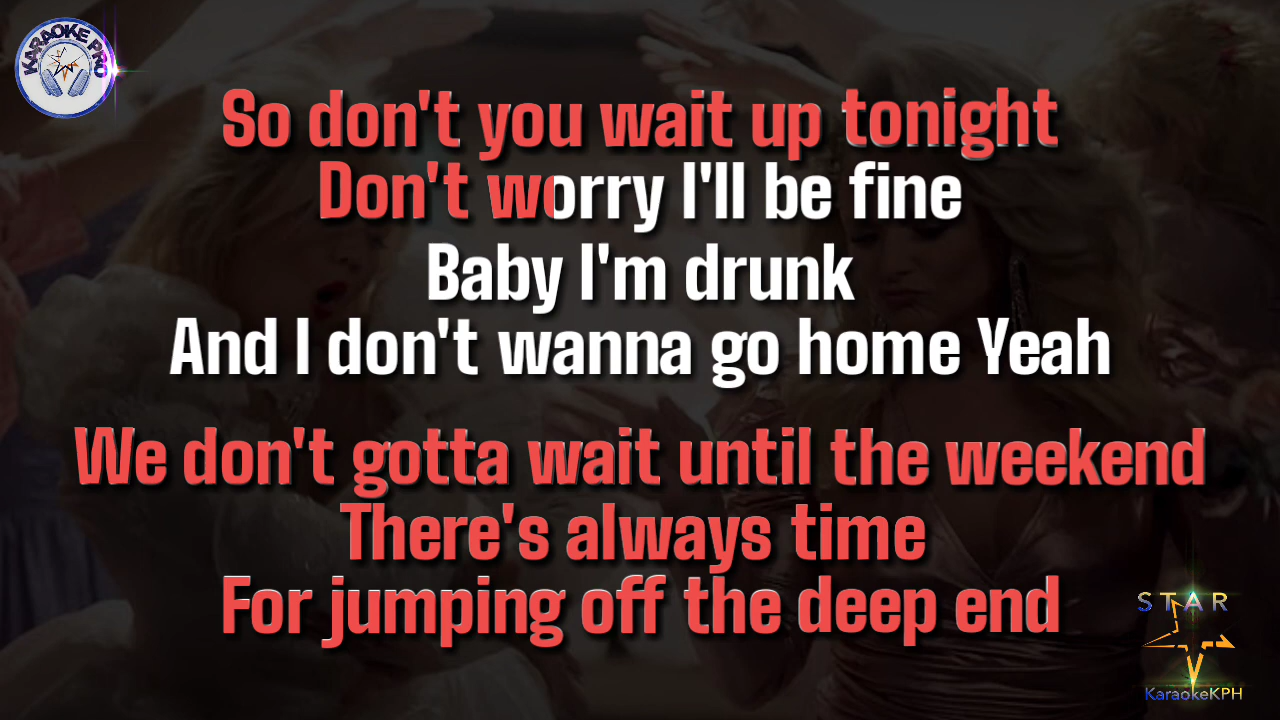 KARAOKE PRO
So don't you wait up tonight
Don't worry I'll be fine
Baby I'm drunk
And I don't wanna go home Yeah
We don't gotta wait until the weekend
There's always time
For jumping off the deep end
STAR
KaraokeKPH